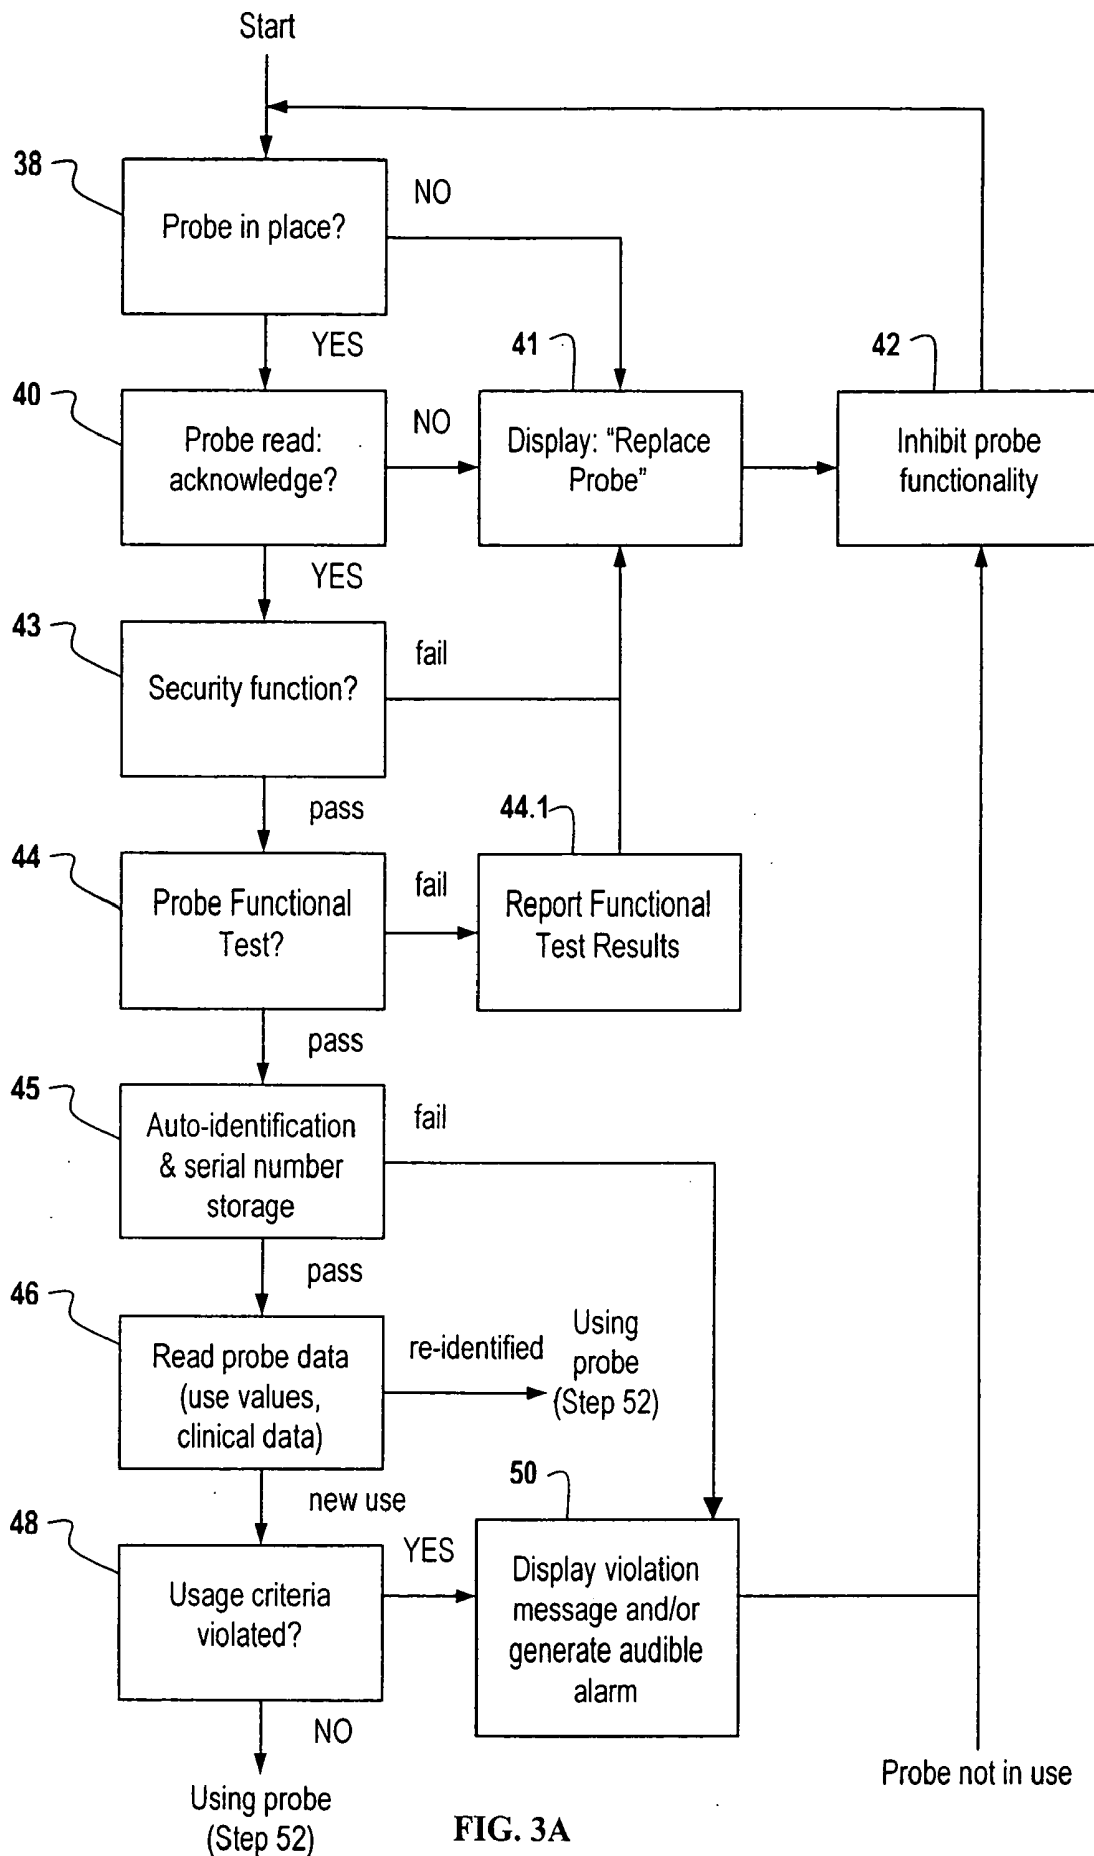 Start
38
Probe in place?
NO
YES
40
Probe read:
acknowledge?
NO
41
Display: “Replace
Probe”
42
Inhibit probe
functionality
YES
43
Security function?
fail
pass
44
Probe Functional
Test?
fail
44.1
Report Functional
Test Results
pass
45
Auto-identification
& serial number
storage
fail
pass
46
Read probe data
(use values,
clinical data)
re-identified
Using
probe
(Step 52)
new use
48
Usage criteria
violated?
YES
50
Display violation
message and/or
generate audible
alarm
NO
Using probe
(Step 52)
Probe not in use
FIG. 3A